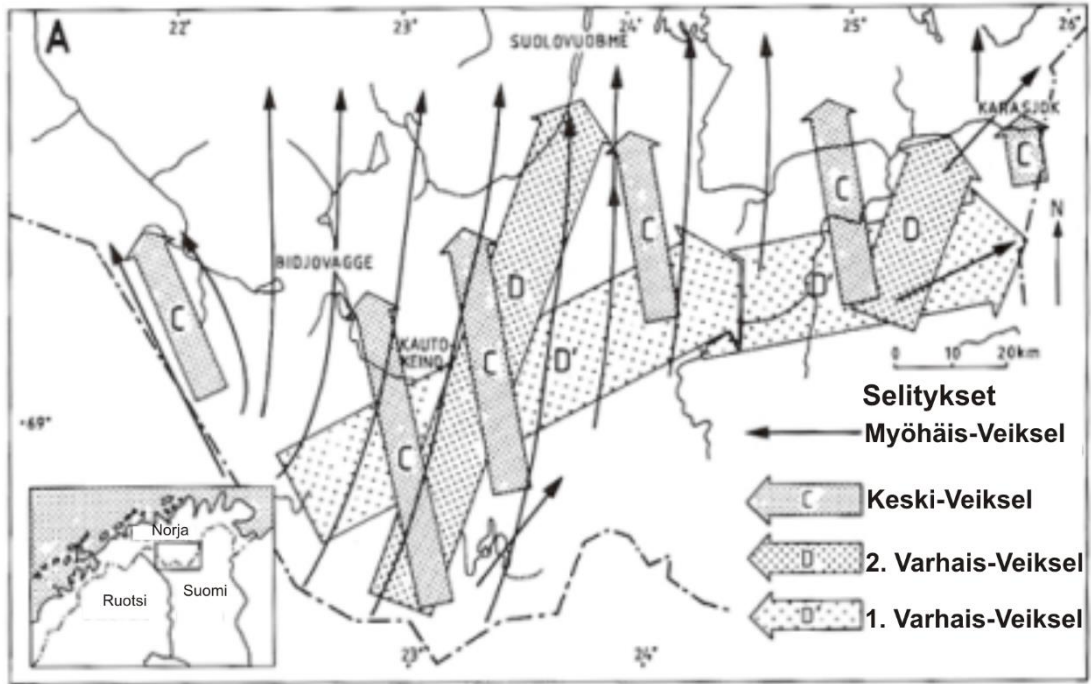 A
22°
23°
24°
25°
26°
SUOLOVUOBME
KARASJOK
C
C
D
N
C
BIDJOVAGGE
C
D
D'
KAUTO-
KEINO
C
D'
0 10 20km
C
69°
Selitykset
Myöhäis-Veiksel
C Keski-Veiksel
D 2. Varhais-Veiksel
D' 1. Varhais-Veiksel
Norja
Ruotsi
Suomi
23°
24°